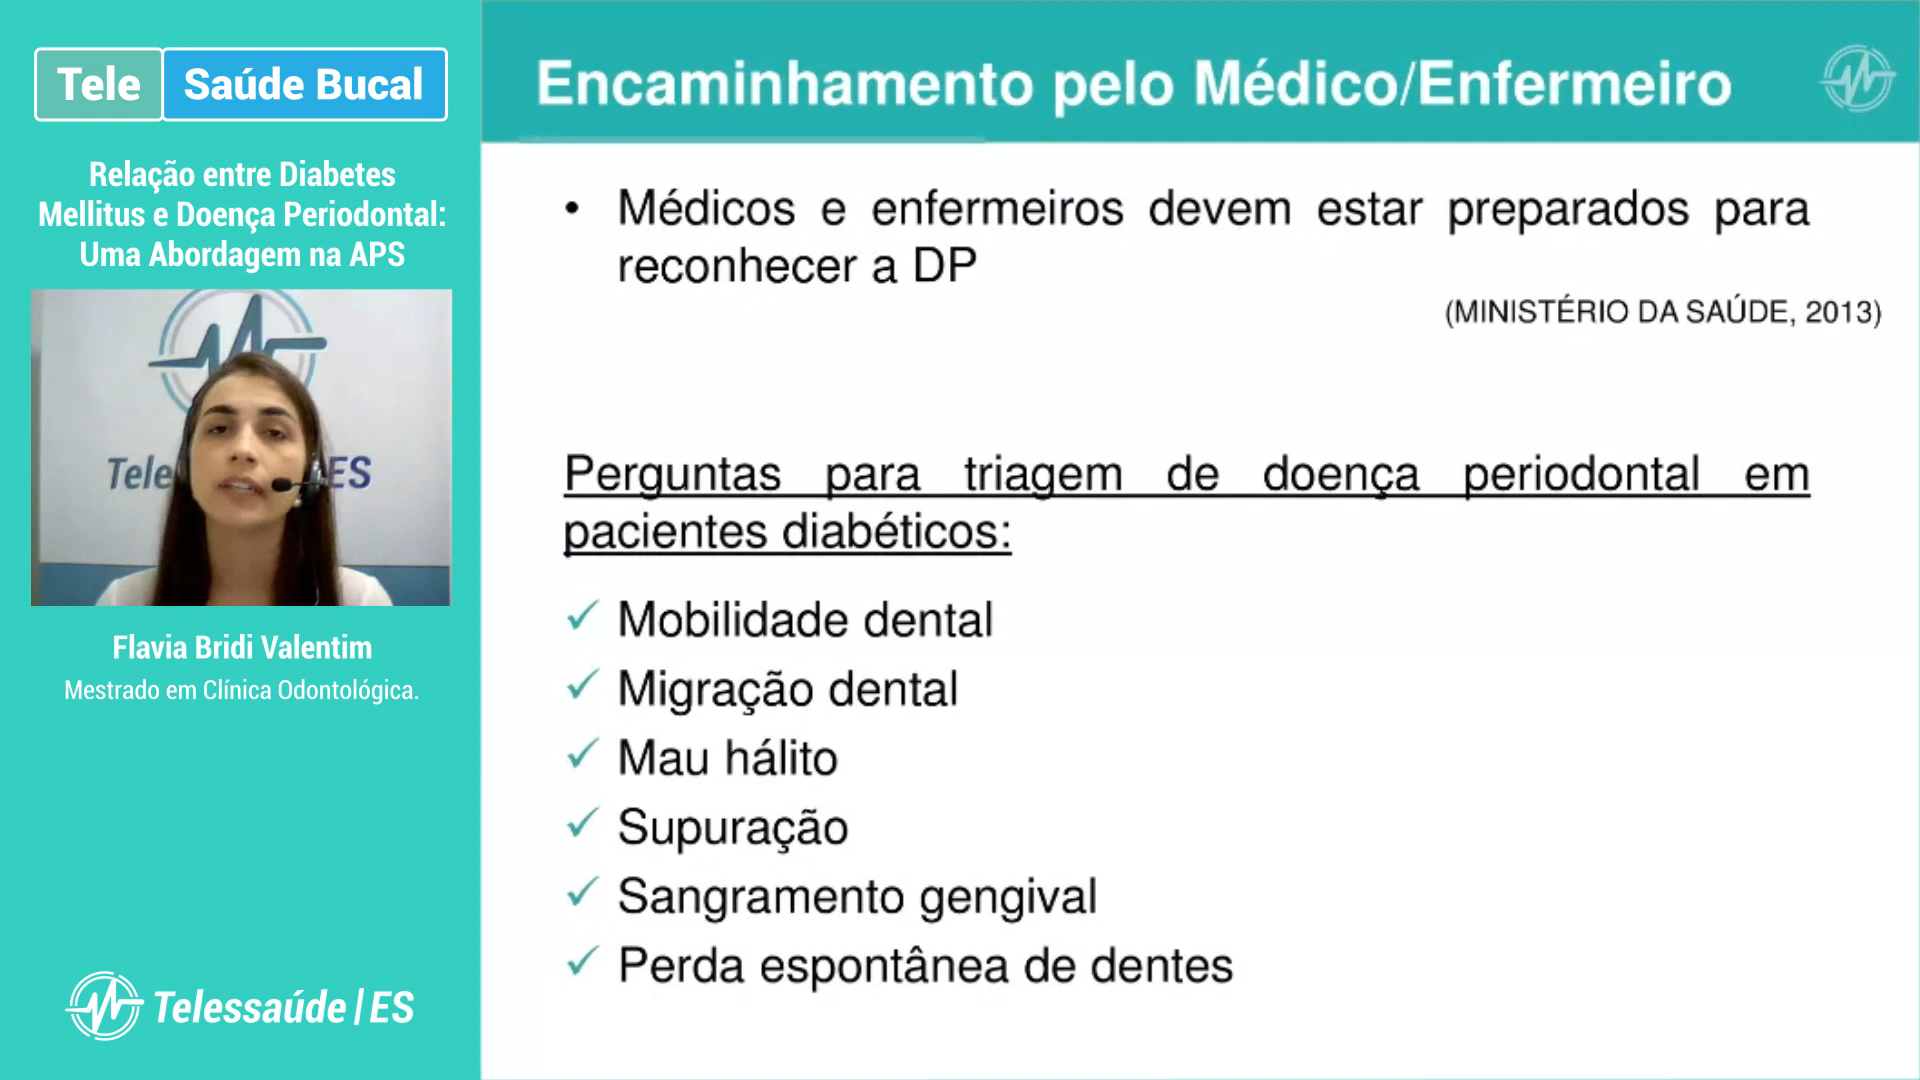 Tele Saúde Bucal
Relação entre Diabetes
Mellitus e Doença Periodontal:
Uma Abordagem na APS
Tele ES
Flavia Bridi Valentim
Mestrado em Clínica Odontológica.
Telessaúde|ES
Encaminhamento pelo Médico/Enfermeiro
• Médicos e enfermeiros devem estar preparados para
reconhecer a DP
(MINISTÉRIO DA SAÚDE, 2013)
Perguntas para triagem de doença periodontal em
pacientes diabéticos:
✓ Mobilidade dental
✓ Migração dental
✓ Mau hálito
✓ Supuração
✓ Sangramento gengival
✓ Perda espontânea de dentes